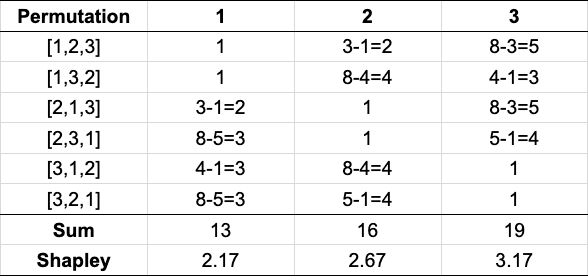 Permutation 1 2 3
[1,2,3] 1 3-1=2 8-3=5
[1,3,2] 1 8-4=4 4-1=3
[2,1,3] 3-1=2 1 8-3=5
[2,3,1] 8-5=3 1 5-1=4
[3,1,2] 4-1=3 8-4=4 1
[3,2,1] 8-5=3 5-1=4 1
Sum 13 16 19
Shapley 2.17 2.67 3.17